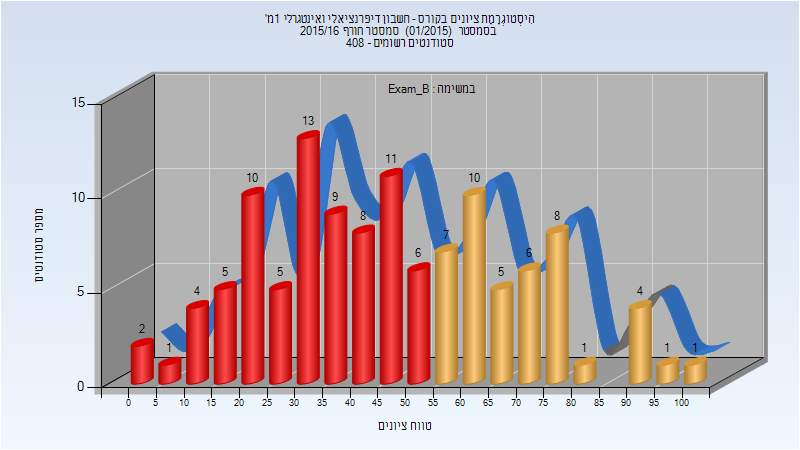 הִיסְטוֹגְרָמַת ציונים בקורס - חשבון דיפרנציאלי ואינטגרלי 1מ'
בסמסטר (01/2015) סמסטר חורף 2015/16
סטודנטים רשומים - 408
במשימה : Exam_B
מספר סטודנטים
15
10
5
0
2 1 4 5 10 5 13 9 8 11 6 7 10 5 6 8 1 4 1 1
0 5 10 15 20 25 30 35 40 45 50 55 60 65 70 75 80 85 90 95 100
טווח ציונים